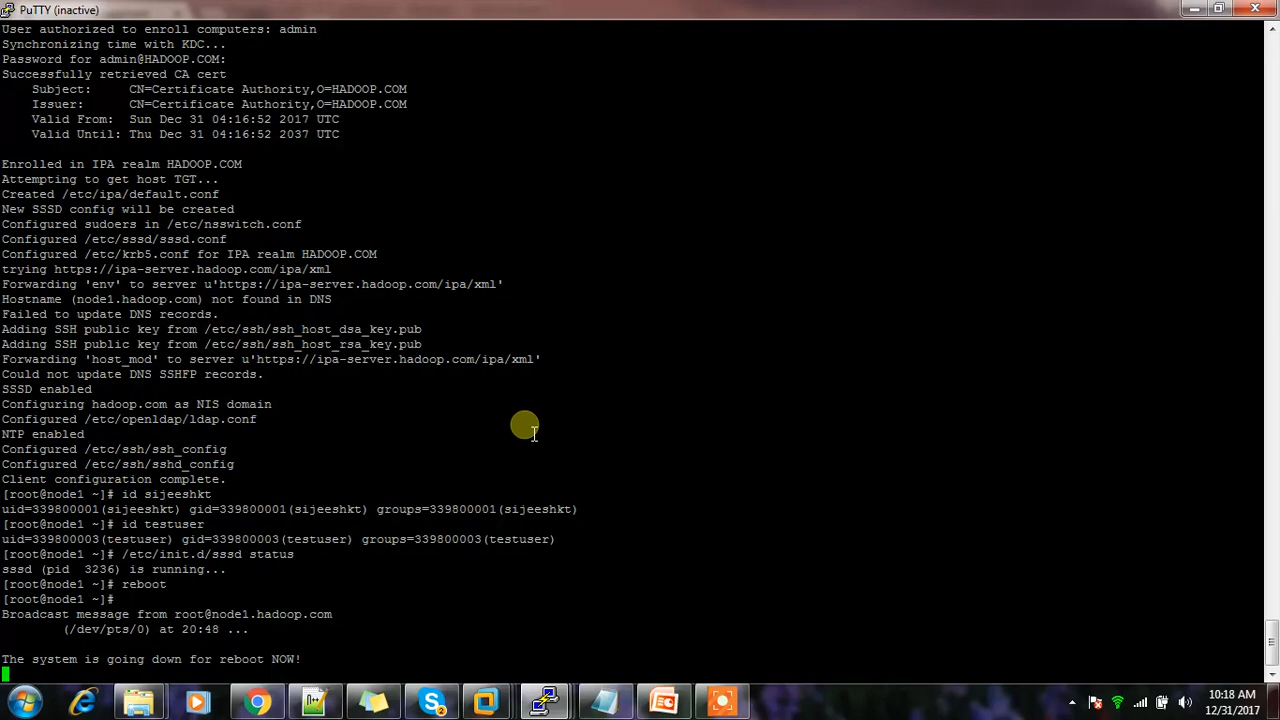 PuTTY (inactive)
User authorized to enroll computers: admin
Synchronizing time with KDC...
Password for admin@HADOOP.COM:
Successfully retrieved CA cert
    Subject:     CN=Certificate Authority,O=HADOOP.COM
    Issuer:      CN=Certificate Authority,O=HADOOP.COM
    Valid From:  Sun Dec 31 04:16:52 2017 UTC
    Valid Until: Thu Dec 31 04:16:52 2037 UTC
Enrolled in IPA realm HADOOP.COM
Attempting to get host TGT...
Created /etc/ipa/default.conf
New SSSD config will be created
Configured sudoers in /etc/nsswitch.conf
Configured /etc/sssd/sssd.conf
Configured /etc/krb5.conf for IPA realm HADOOP.COM
trying https://ipa-server.hadoop.com/ipa/xml
Forwarding 'env' to server u'https://ipa-server.hadoop.com/ipa/xml'
Hostname (node1.hadoop.com) not found in DNS
Failed to update DNS records.
Adding SSH public key from /etc/ssh/ssh_host_dsa_key.pub
Adding SSH public key from /etc/ssh/ssh_host_rsa_key.pub
Forwarding 'host_mod' to server u'https://ipa-server.hadoop.com/ipa/xml'
Could not update DNS SSHFP records.
SSSD enabled
Configuring hadoop.com as NIS domain
Configured /etc/openldap/ldap.conf
NTP enabled
Configured /etc/ssh/ssh_config
Configured /etc/ssh/sshd_config
Client configuration complete.
[root@node1 ~]# id sijeeshkt
uid=339800001(sijeeshkt) gid=339800001(sijeeshkt) groups=339800001(sijeeshkt)
[root@node1 ~]# id testuser
uid=339800003(testuser) gid=339800003(testuser) groups=339800003(testuser)
[root@node1 ~]# /etc/init.d/sssd status
sssd (pid  3236) is running...
[root@node1 ~]# reboot
[root@node1 ~]#
Broadcast message from root@node1.hadoop.com
        (/dev/pts/0) at 20:48 ...
The system is going down for reboot NOW!
10:18 AM
12/31/2017